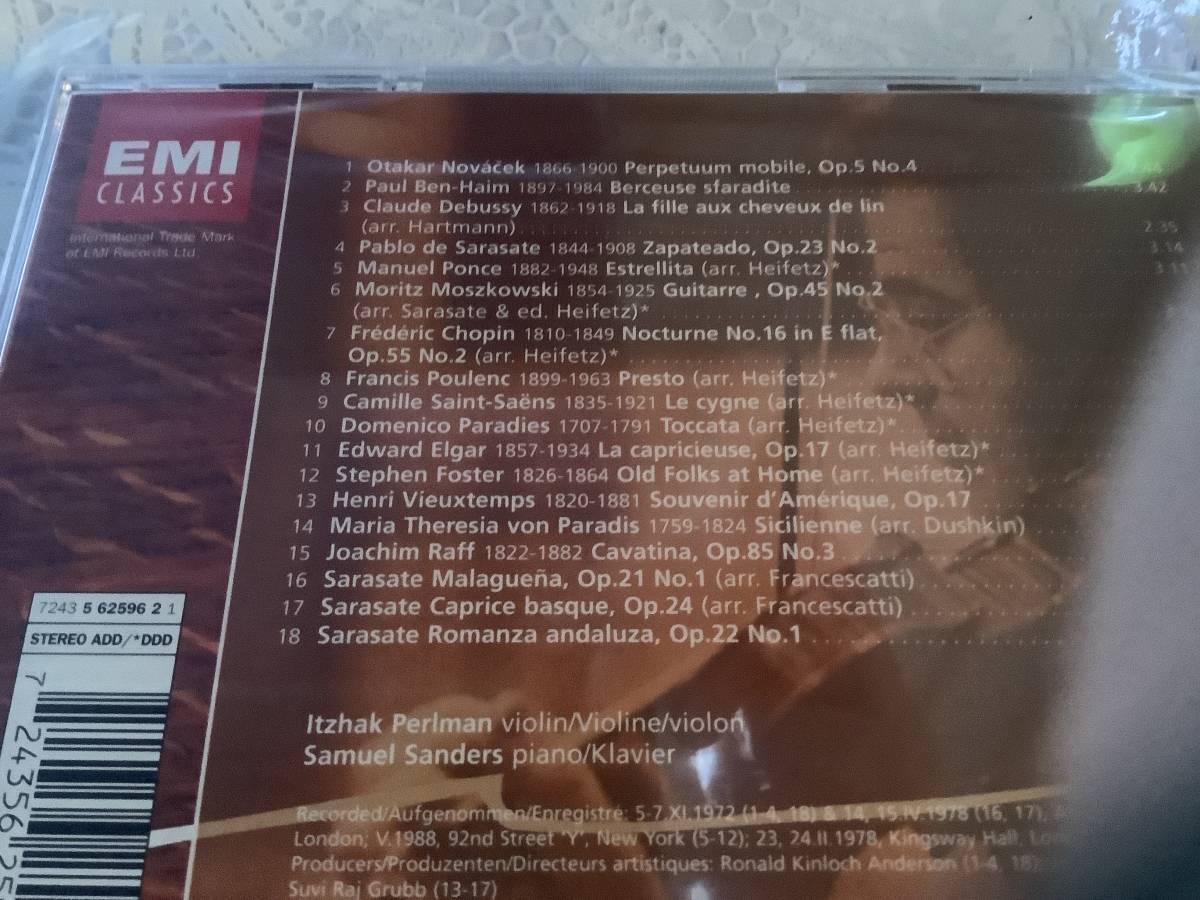 EMI
CLASSICS
International Trade Mark
of EMI Records Ltd
1 Otakar Nováček 1866-1900 Perpetuum mobile, Op.5 No.4
2 Paul Ben-Haim 1897-1984 Berceuse sfaradite 3.42
3 Claude Debussy 1862-1918 La fille aux cheveux de lin
(arr. Hartmann) 2.35
4 Pablo de Sarasate 1844-1908 Zapateado, Op.23 No.2 3.14
5 Manuel Ponce 1882-1948 Estrellita (arr. Heifetz)* 3.11
6 Moritz Moszkowski 1854-1925 Guitarre , Op.45 No.2
(arr. Sarasate & ed. Heifetz)*
7 Frédéric Chopin 1810-1849 Nocturne No.16 in E flat,
Op.55 No.2 (arr. Heifetz)*
8 Francis Poulenc 1899-1963 Presto (arr. Heifetz)*
9 Camille Saint-Saëns 1835-1921 Le cygne (arr. Heifetz)*
10 Domenico Paradies 1707-1791 Toccata (arr. Heifetz)*
11 Edward Elgar 1857-1934 La capricieuse, Op.17 (arr. Heifetz)*
12 Stephen Foster 1826-1864 Old Folks at Home (arr. Heifetz)*
13 Henri Vieuxtemps 1820-1881 Souvenir d'Amérique, Op.17
14 Maria Theresia von Paradis 1759-1824 Sicilienne (arr. Dushkin)
15 Joachim Raff 1822-1882 Cavatina, Op.85 No.3
16 Sarasate Malagueña, Op.21 No.1 (arr. Francescatti)
17 Sarasate Caprice basque, Op.24 (arr. Francescatti)
18 Sarasate Romanza andaluza, Op.22 No.1
7243 5 62596 2 1
STEREO ADD/*DDD
7 24356 25
Itzhak Perlman violin/Violine/violon
Samuel Sanders piano/Klavier
Recorded/Aufgenommen/Enregistré: 5-7.XI.1972 (1-4, 18) & 14, 15.IV.1978 (16, 17),
London; V.1988, 92nd Street 'Y', New York (5-12); 23, 24.II.1978, Kingsway Hall,
Producers/Produzenten/Directeurs artistiques: Ronald Kinloch Anderson (1-4, 18)
Suvi Raj Grubb (13-17)